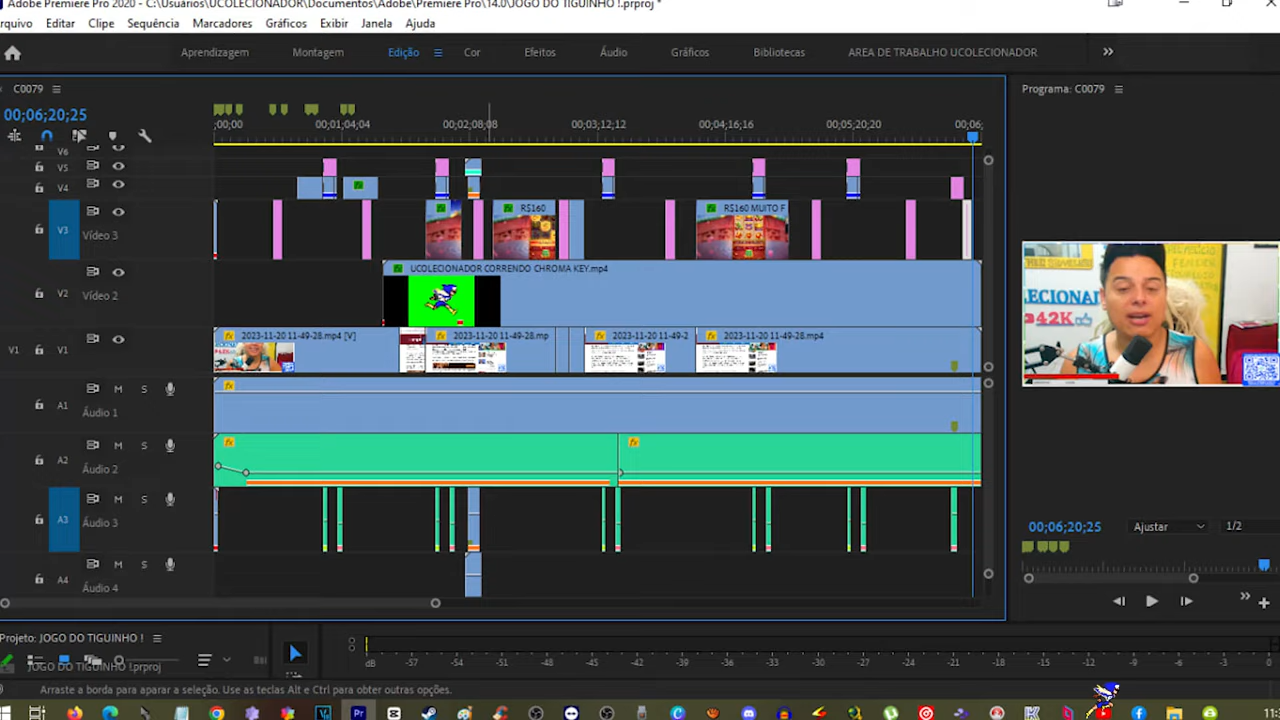 Adobe Premiere Pro 2020 - C:\Usuários\UCOLECIONADOR\Documentos\Adobe\Premiere Pro\14.0\JOGO DO TIGUINHO !.prproj *
rquivo Editar Clipe Sequência Marcadores Gráficos Exibir Janela Ajuda
Aprendizagem Montagem Edição Cor Efeitos Áudio Gráficos Bibliotecas AREA DE TRABALHO UCOLECIONADOR
C0079
Programa: C0079
00;06;20;25
;00;00 00;01;04;04 00;02;08;08 00;03;12;12 00;04;16;16 00;05;20;20 00;06;
V6
V5
V4
V3 Vídeo 3 R$160 R$160 MUITO F
V2 Vídeo 2 UCOLECIONADOR CORRENDO CHROMA KEY.mp4
V1 V1 2023-11-20 11-49-28.mp4 [V] 2023-11-20 11-49-28.mp 2023-11-20 11-49-2 2023-11-20 11-49-28.mp4
A1 M S Áudio 1
A2 M S Áudio 2
A3 M S Áudio 3
A4 M S Áudio 4
ECIONAI
42K
00;06;20;25 Ajustar 1/2
Projeto: JOGO DO TIGUINHO !
JOGO DO TIGUINHO !.prproj
dB -57 -54 -51 -48 -45 -42 -39 -36 -33 -30 -27 -24 -21 -18 -15 -12 -9 -6 -3 0
Arraste a borda para aparar a seleção. Use as teclas Alt e Ctrl para obter outras opções.
Pr